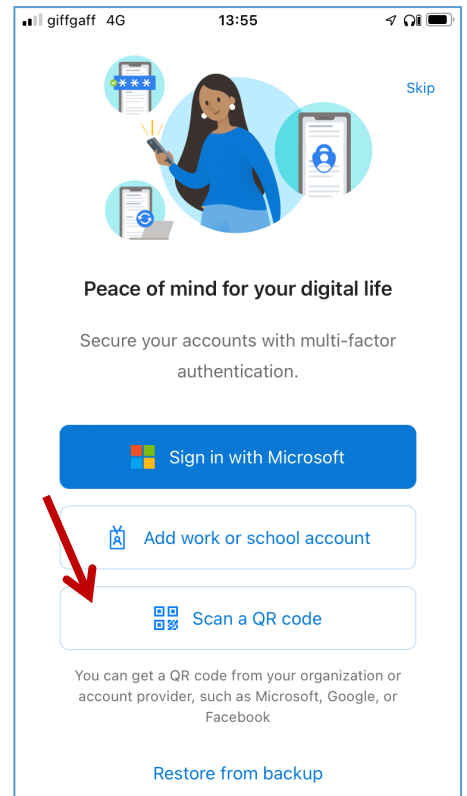 giffgaff 4G 13:55
* * *
Skip
Peace of mind for your digital life
Secure your accounts with multi-factor
authentication.
Sign in with Microsoft
Add work or school account
Scan a QR code
You can get a QR code from your organization or
account provider, such as Microsoft, Google, or
Facebook
Restore from backup